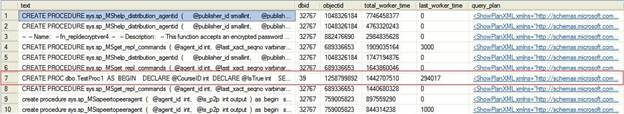 text dbid objectid total_worker_time last_worker_time query_plan
1 CREATE PROCEDURE sys.sp_MShelp_distribution_agentid ( @publisher_id smallint, @publish... 32767 1048326184 7404637168 0 <ShowPlanXML xmlns="http://schemas.microsoft.com...
2 CREATE PROCEDURE sys.sp_MShelp_distribution_agentid ( @publisher_id smallint, @publish... 32767 1048326184 4763320243 0 <ShowPlanXML xmlns="http://schemas.microsoft.com...
3 - -- Name: -- fn_repldecryptver4 -- -- Description: -- This function accepts an encrypted password ... 32767 882476690 2984835628 0 <ShowPlanXML xmlns="http://schemas.microsoft.com...
4 CREATE PROCEDURE sys.sp_MSget_repl_commands ( @agent_id int, @last_xact_seqno varbinar... 32767 689336653 1909035164 3000 <ShowPlanXML xmlns="http://schemas.microsoft.com...
5 CREATE PROCEDURE sys.sp_MShelp_distribution_agentid ( @publisher_id smallint, @publish... 32767 1048326184 1747194876 0 <ShowPlanXML xmlns="http://schemas.microsoft.com...
6 CREATE PROCEDURE sys.sp_MSget_repl_commands ( @agent_id int, @last_xact_seqno varbinar... 32767 689336653 1643860046 0 <ShowPlanXML xmlns="http://schemas.microsoft.com...
7 CREATE PROC dbo.TestProc1 AS BEGIN DECLARE @CourseID int DECLARE @IsTrue int SE... 39 1258799892 1442707510 294017 <ShowPlanXML xmlns="http://schemas.microsoft.com...
8 CREATE PROCEDURE sys.sp_MSget_repl_commands ( @agent_id int, @last_xact_seqno varbinar... 32767 689336653 1440680328 0 <ShowPlanXML xmlns="http://schemas.microsoft.com...
9 create procedure sys.sp_MSispeertopeeragent ( @agent_id int, @is_p2p int output ) as begin s... 32767 759005823 897559290 0 <ShowPlanXML xmlns="http://schemas.microsoft.com...
10 create procedure sys.sp_MSispeertopeeragent ( @agent_id int, @is_p2p int output ) as begin s... 32767 759005823 844314238 1000 <ShowPlanXML xmlns="http://schemas.microsoft.com...